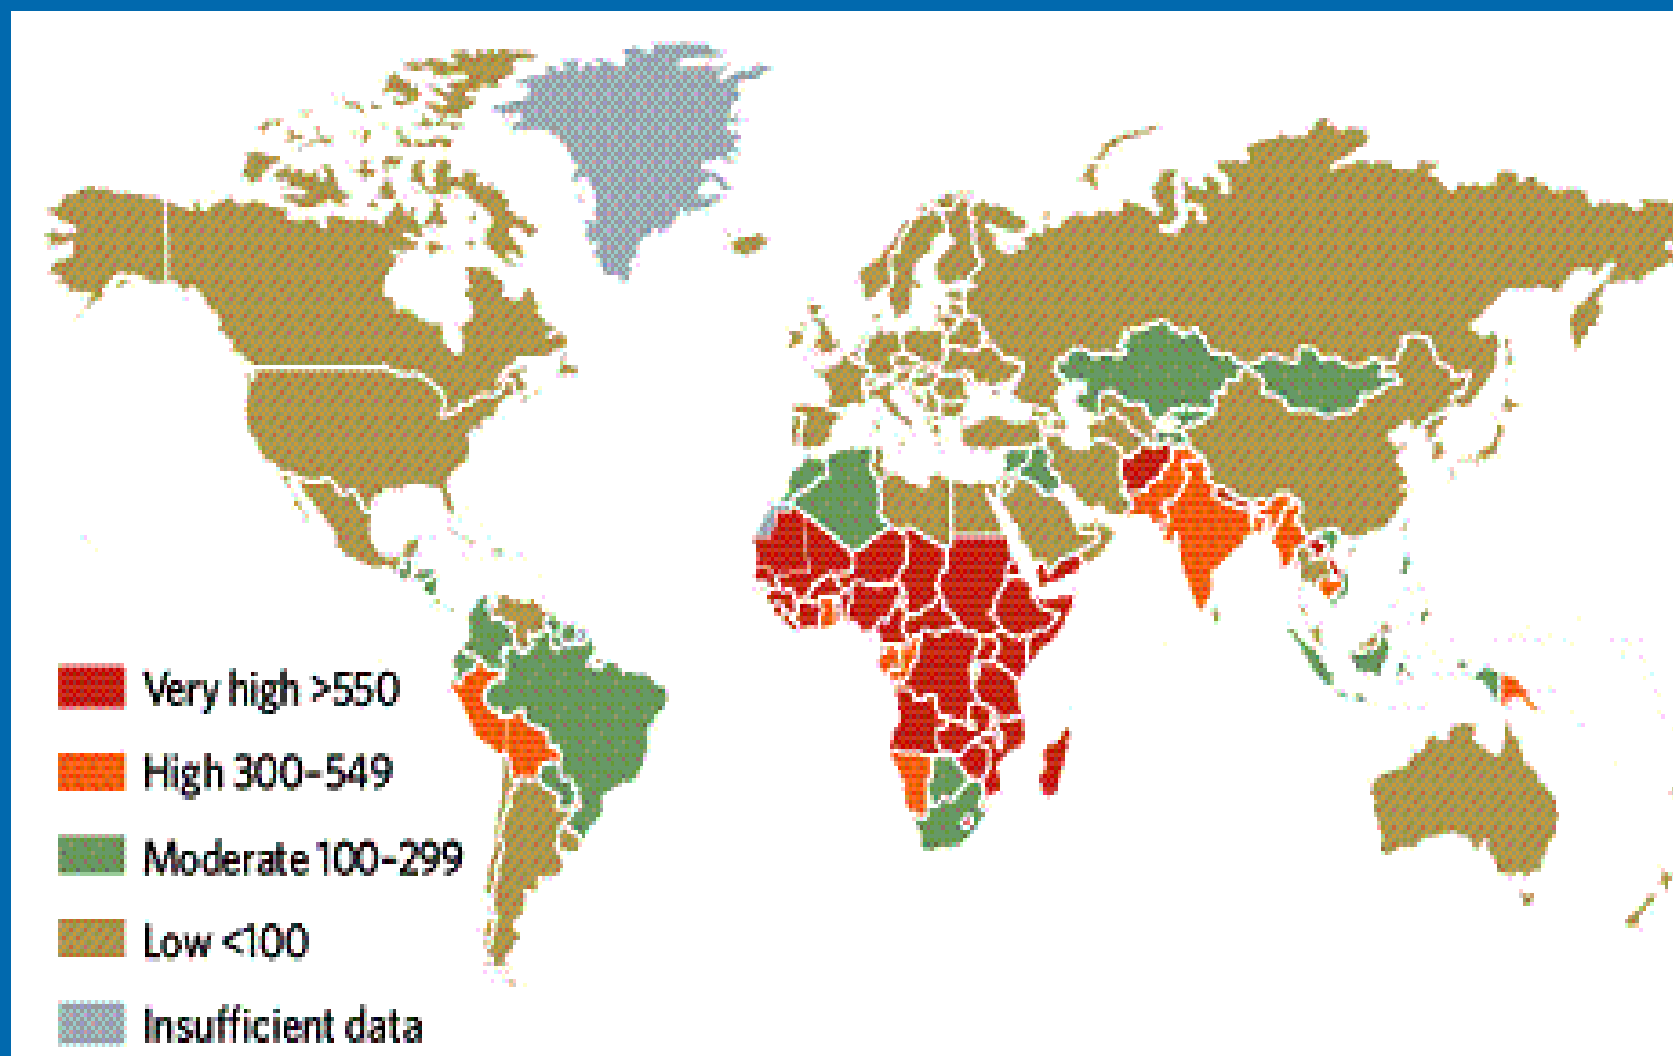 Very high >550
High 300–549
Moderate 100–299
Low <100
Insufficient data